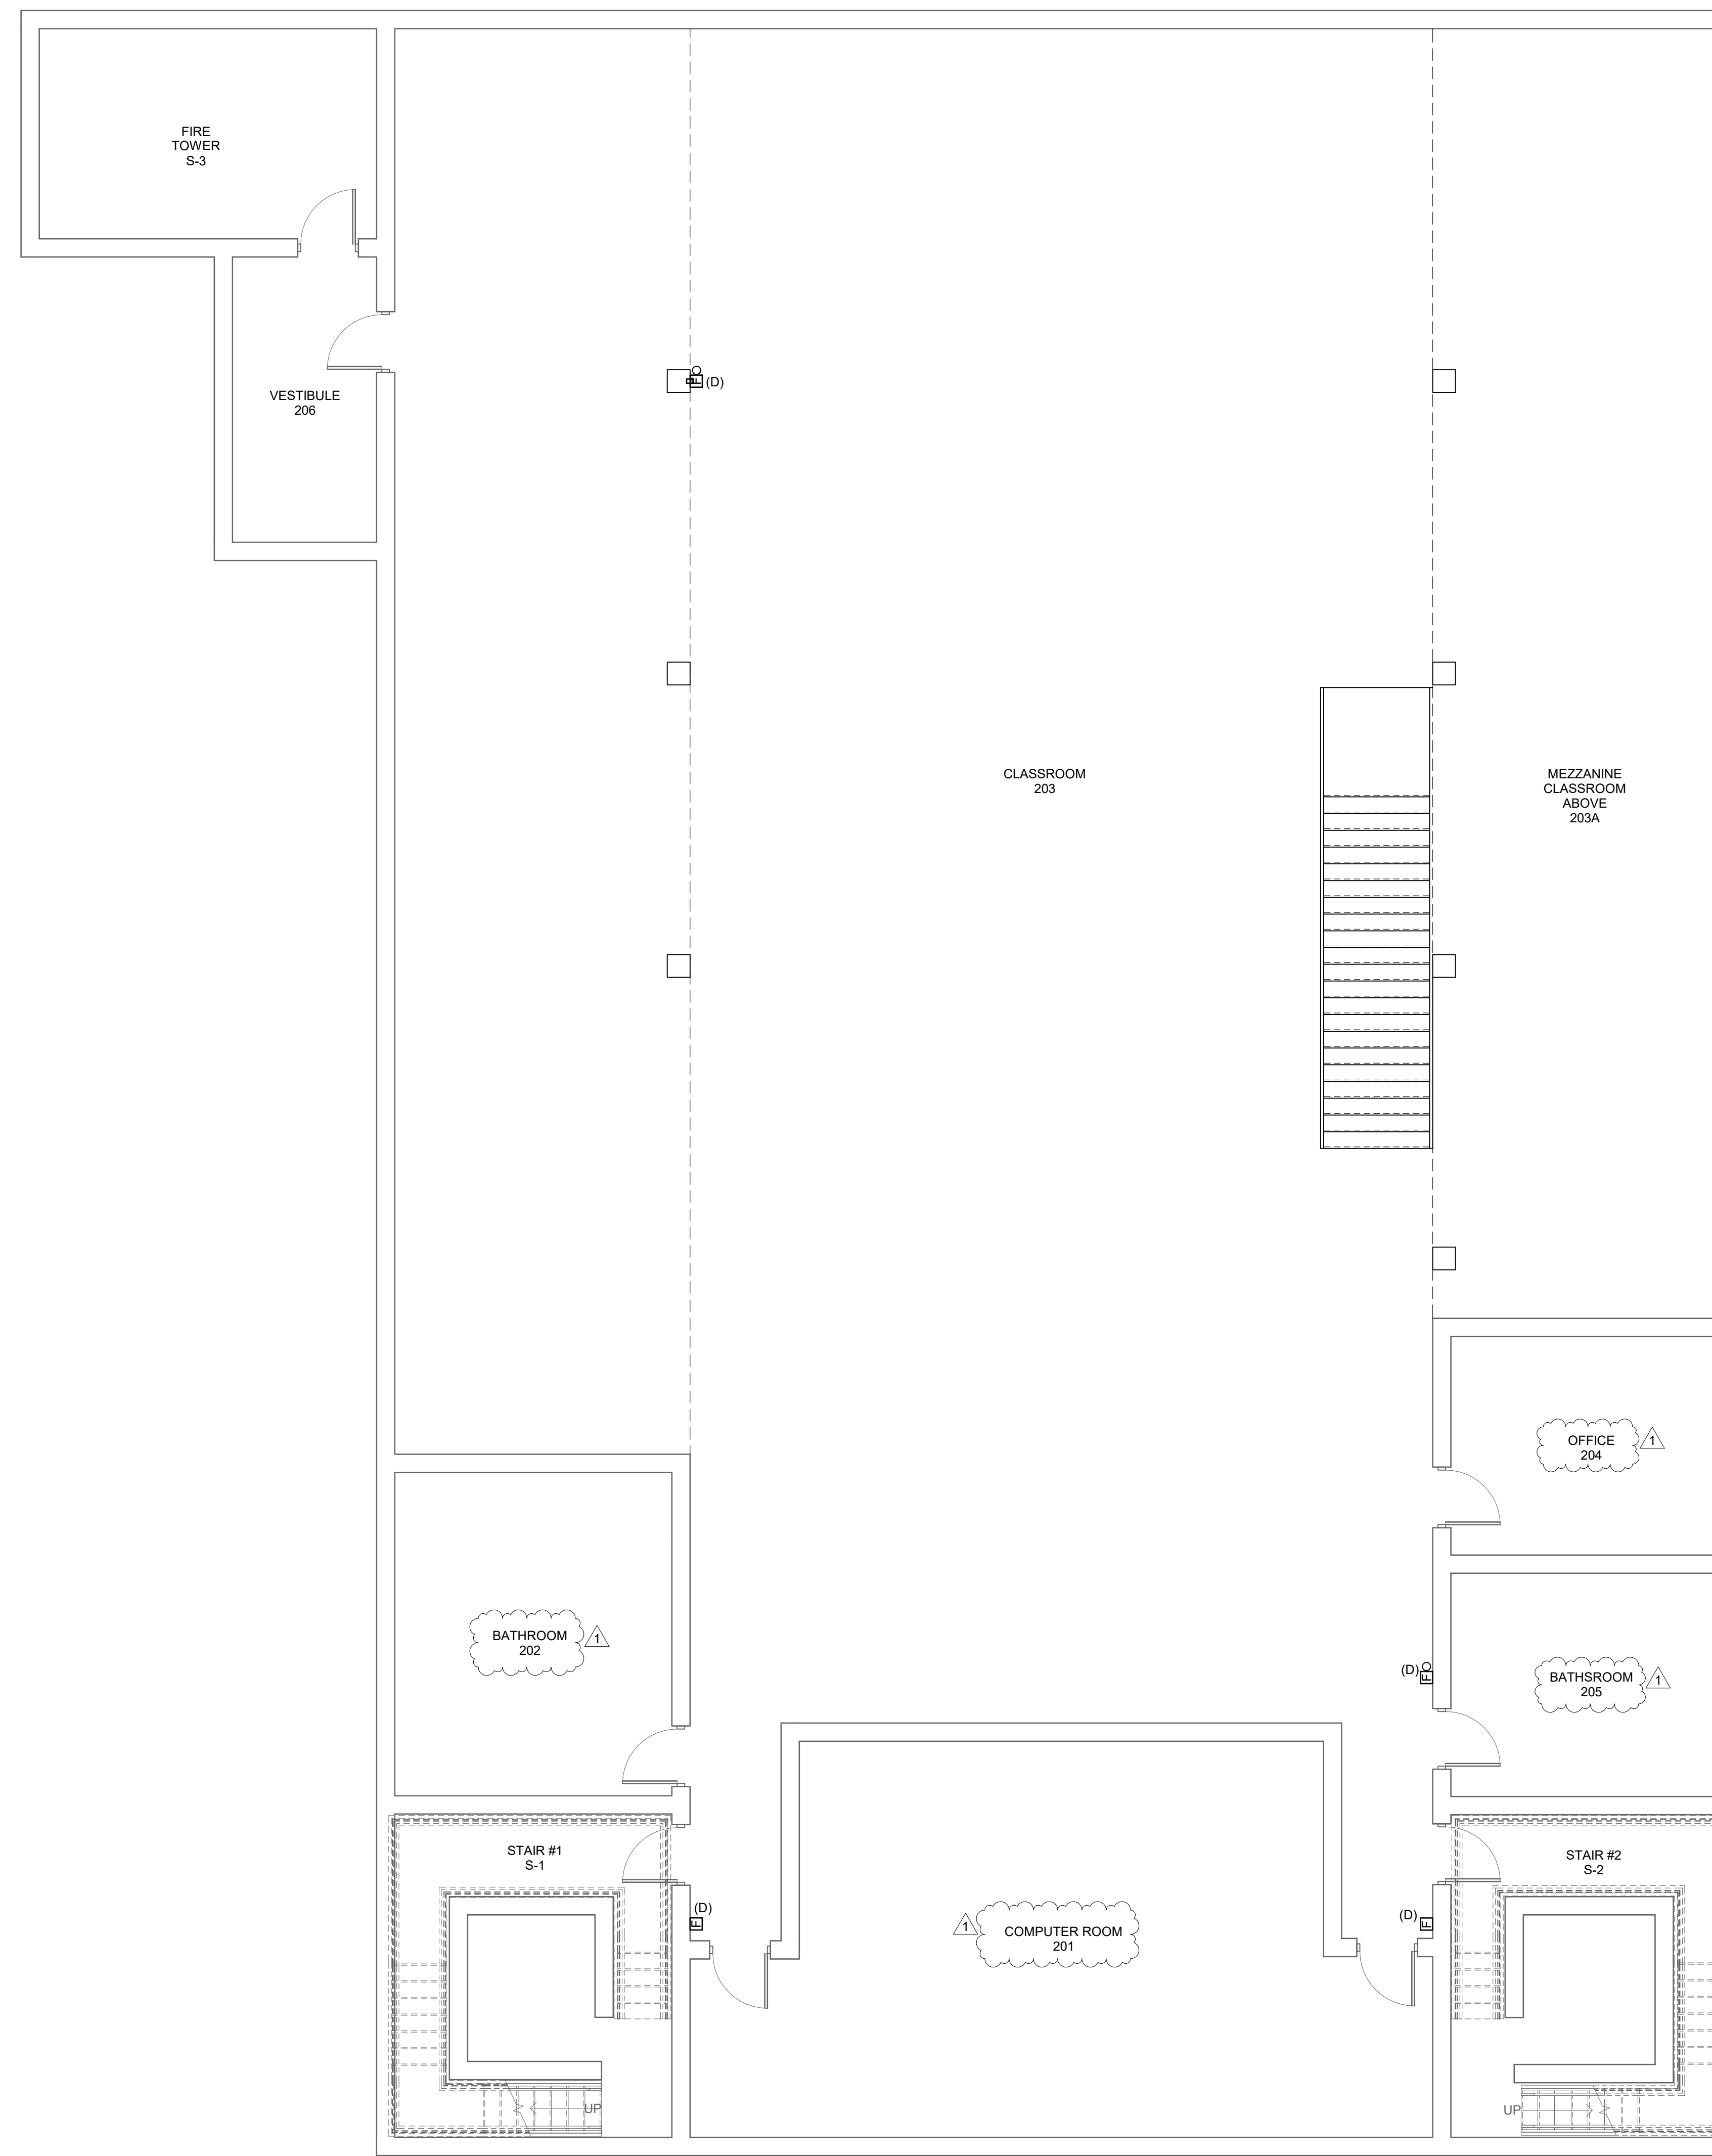 FIRE
TOWER
S-3
VESTIBULE
206
F
(D)
CLASSROOM
203
MEZZANINE
CLASSROOM
ABOVE
203A
OFFICE
204
1
BATHROOM
202
1
(D)
F
BATHSROOM
205
1
STAIR #1
S-1
STAIR #2
S-2
(D)
F
1
COMPUTER ROOM
201
(D)
F
UP
UP